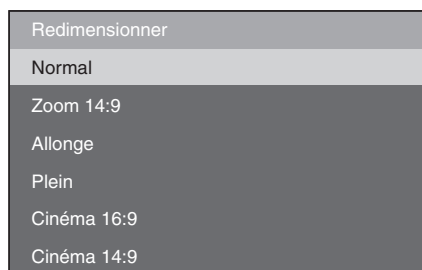 Redimensionner
Normal
Zoom 14:9
Allonge
Plein
Cinéma 16:9
Cinéma 14:9